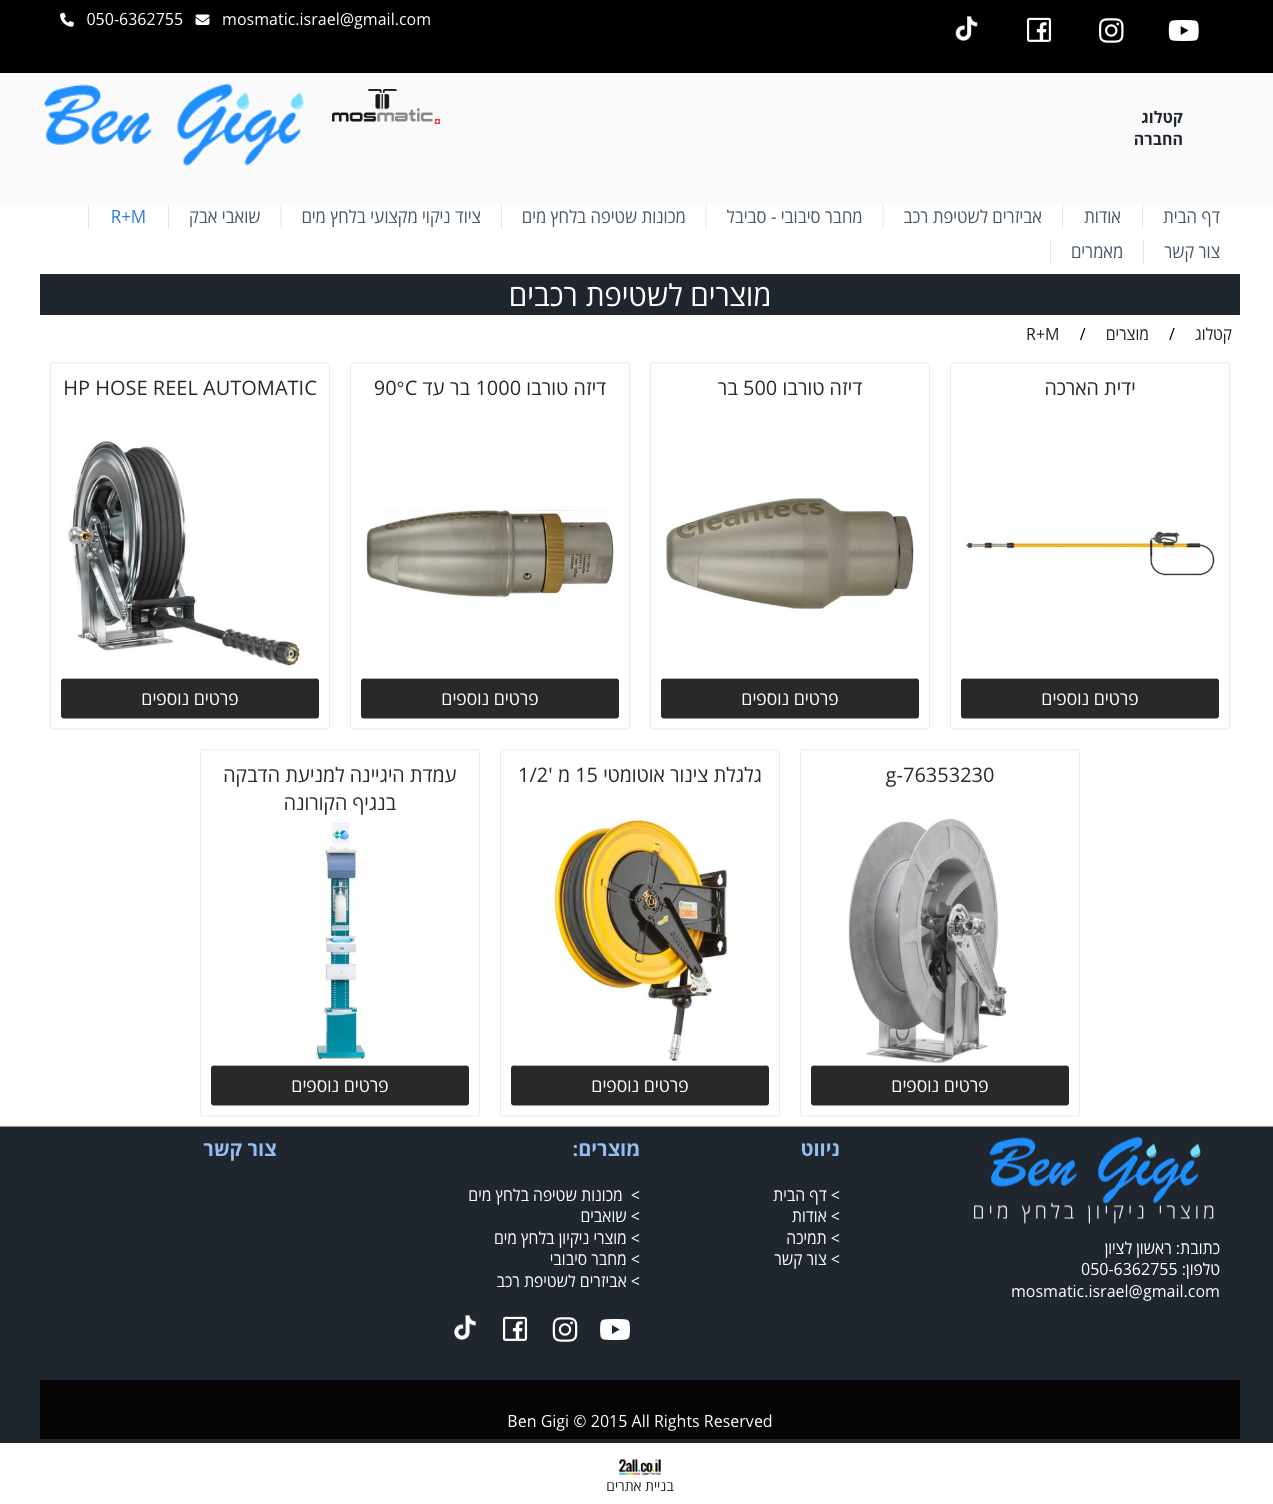 050-6362755 mosmatic.israel@gmail.com
Ben Gigi
mosmatic
קטלוג
החברה
דף הבית
אודות
אביזרים לשטיפת רכב
מחבר סיבובי - סביבל
מכונות שטיפה בלחץ מים
ציוד ניקוי מקצועי בלחץ מים
שואבי אבק
R+M
צור קשר
מאמרים
מוצרים לשטיפת רכבים
קטלוג / מוצרים / R+M
ידית הארכה
פרטים נוספים
דיזה טורבו 500 בר
cleantecs
פרטים נוספים
דיזה טורבו 1000 בר עד 90°C
פרטים נוספים
HP HOSE REEL AUTOMATIC
פרטים נוספים
g-76353230
פרטים נוספים
גלגלת צינור אוטומטי 15 מ '1/2
פרטים נוספים
עמדת היגיינה למניעת הדבקה
בנגיף הקורונה
פרטים נוספים
Ben Gigi
מוצרי ניקיון בלחץ מים
כתובת: ראשון לציון
טלפון: 050-6362755
mosmatic.israel@gmail.com
ניווט
> דף הבית
> אודות
> תמיכה
> צור קשר
מוצרים:
> מכונות שטיפה בלחץ מים
> שואבים
> מוצרי ניקיון בלחץ מים
> מחבר סיבובי
> אביזרים לשטיפת רכב
צור קשר
Ben Gigi © 2015 All Rights Reserved
2all.co.il
בניית אתרים